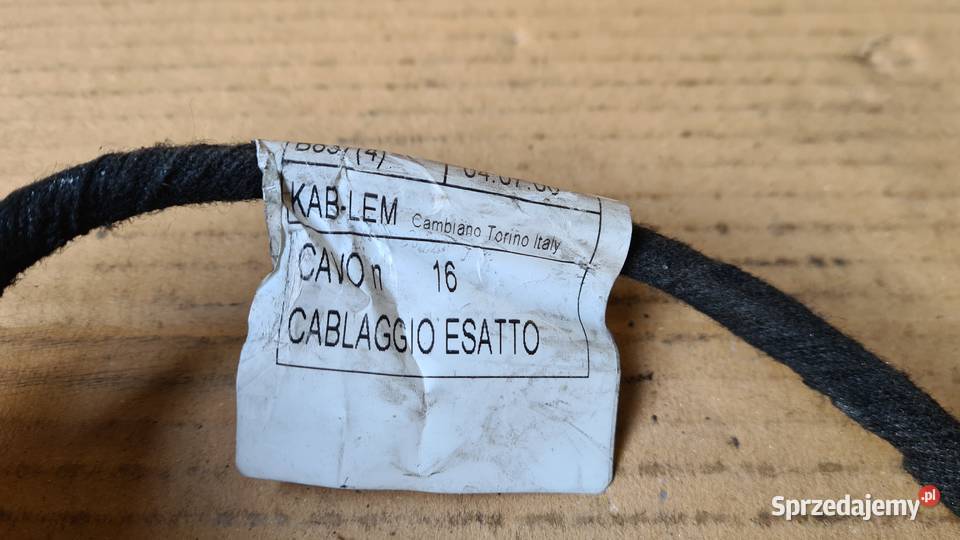 KAB-LEM Cambiano Torino Italy
CAVO n 16
CABLAGGIO ESATTO
Sprzedajemy.pl